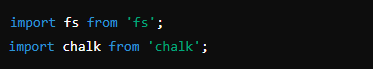 import fs from 'fs';
import chalk from 'chalk';